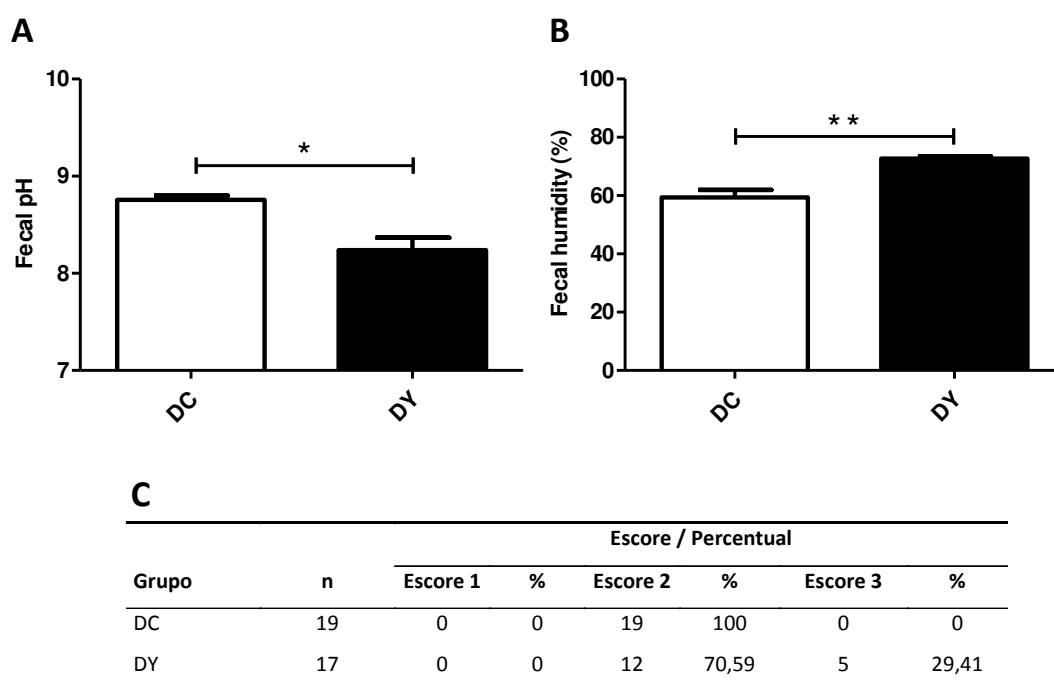 A
Fecal pH
10
9
8
7
*
DC
DY
B
Fecal humidity (%)
100
80
60
40
20
0
**
DC
DY
C
Escore / Percentual
Grupo n Escore 1 % Escore 2 % Escore 3 %
DC 19 0 0 19 100 0 0
DY 17 0 0 12 70,59 5 29,41